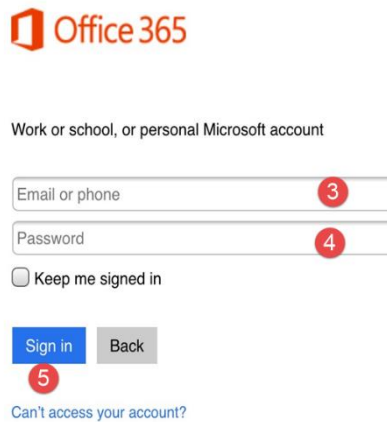 Office 365
Work or school, or personal Microsoft account
Email or phone 3
Password 4
Keep me signed in
Sign in Back
5
Can't access your account?